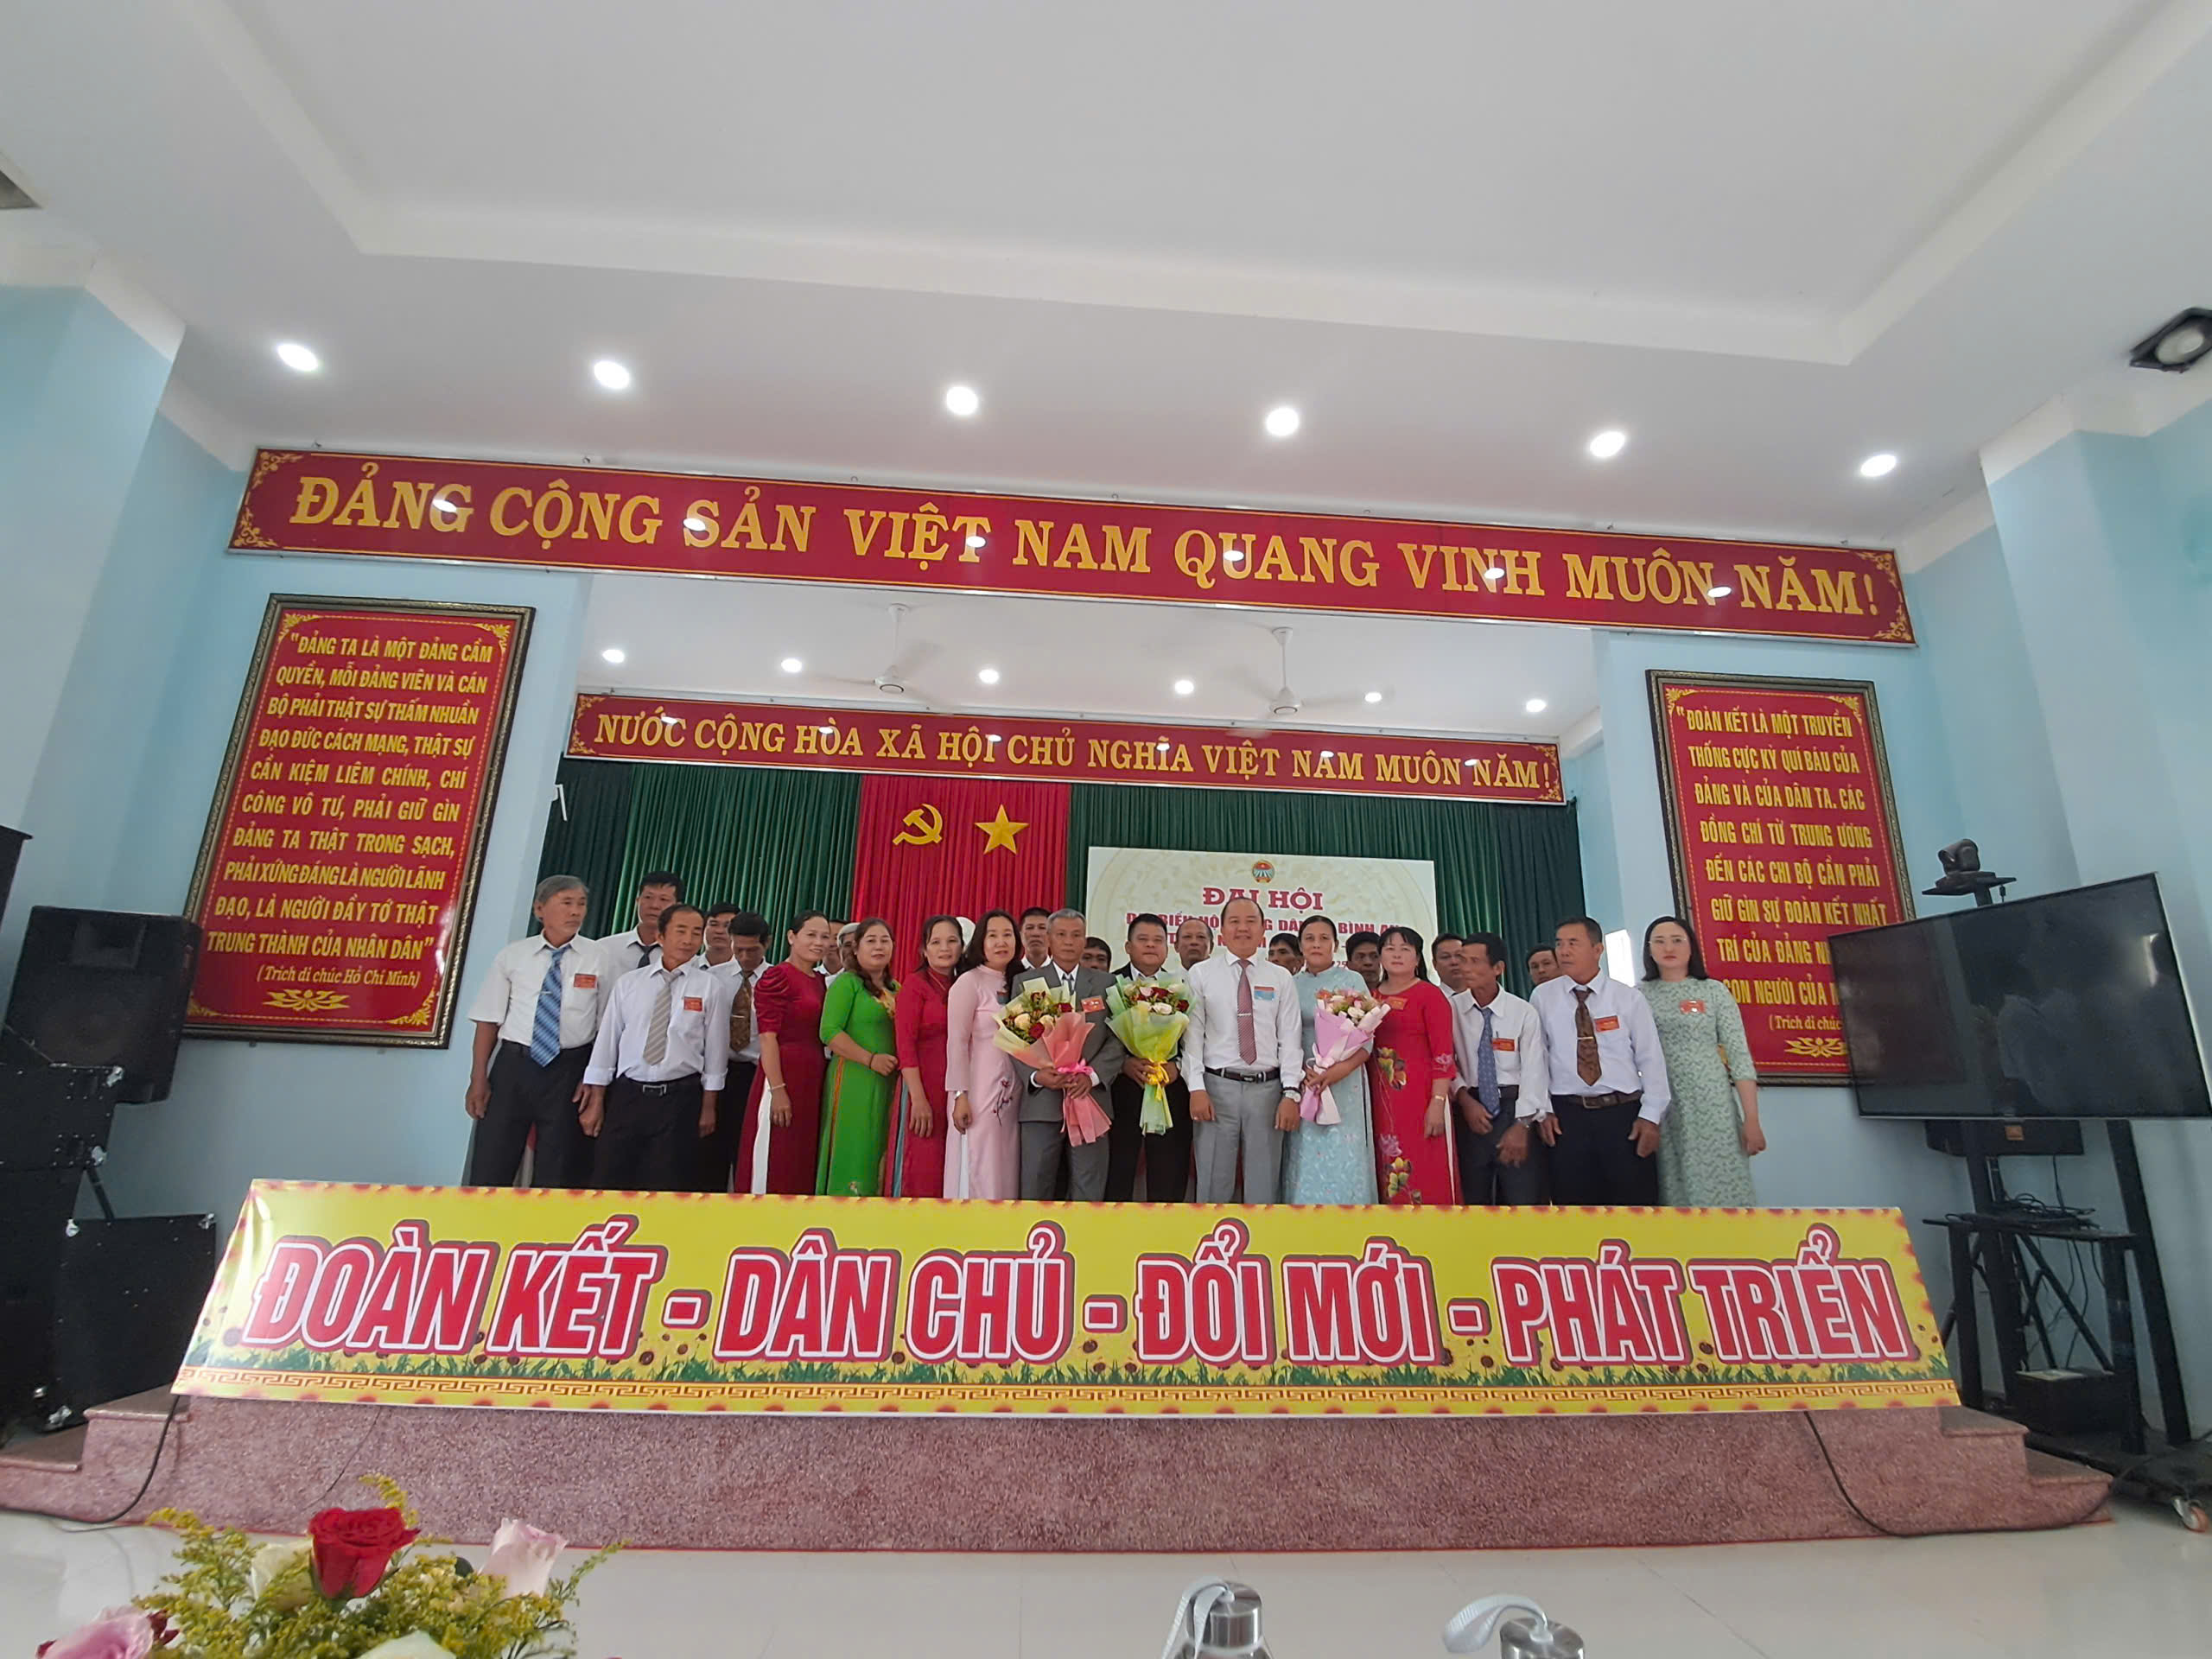 ĐẢNG CỘNG SẢN VIỆT NAM QUANG VINH MUÔN NĂM!
"ĐẢNG TA LÀ MỘT ĐẢNG CẦM
QUYỀN, MỖI ĐẢNG VIÊN VÀ CÁN
BỘ PHẢI THẬT SỰ THẤM NHUẦN
ĐẠO ĐỨC CÁCH MẠNG, THẬT SỰ
CẦN KIỆM LIÊM CHÍNH, CHÍ
CÔNG VÔ TƯ, PHẢI GIỮ GÌN
ĐẢNG TA THẬT TRONG SẠCH,
PHẢI XỨNG ĐÁNG LÀ NGƯỜI LÃNH
ĐẠO, LÀ NGƯỜI ĐẦY TỚ THẬT
TRUNG THÀNH CỦA NHÂN DÂN"
(Trích di chúc Hồ Chí Minh)
NƯỚC CỘNG HÒA XÃ HỘI CHỦ NGHĨA VIỆT NAM MUÔN NĂM!
ĐẠI HỘI
BÌNH AN
"ĐOÀN KẾT LÀ MỘT TRUYỀN
THỐNG CỰC KỲ QUÍ BÁU CỦA
ĐẢNG VÀ CỦA DÂN TA. CÁC
ĐỒNG CHÍ TỪ TRUNG ƯƠNG
ĐẾN CÁC CHI BỘ CẦN PHẢI
GIỮ GÌN SỰ ĐOÀN KẾT NHẤT
TRÍ CỦA ĐẢNG
CON NGƯƠI CỦA
(Trích di chúc
ĐOÀN KẾT - DÂN CHỦ - ĐỔI MỚI - PHÁT TRIỂN